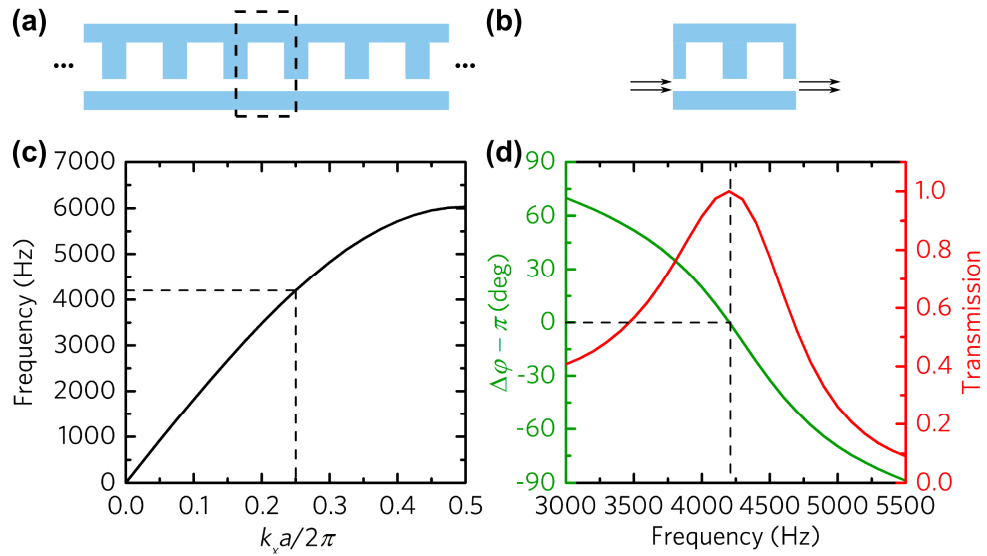 (a)
(b)
... ...
(c)
Frequency (Hz)
7000
6000
5000
4000
3000
2000
1000
0
0.0 0.1 0.2 0.3 0.4 0.5
kₓa/2π
(d)
Δφ − π (deg)
90
60
30
0
-30
-60
-90
3000 3500 4000 4500 5000 5500
Frequency (Hz)
1.0
0.8
0.6
0.4
0.2
0.0
Transmission